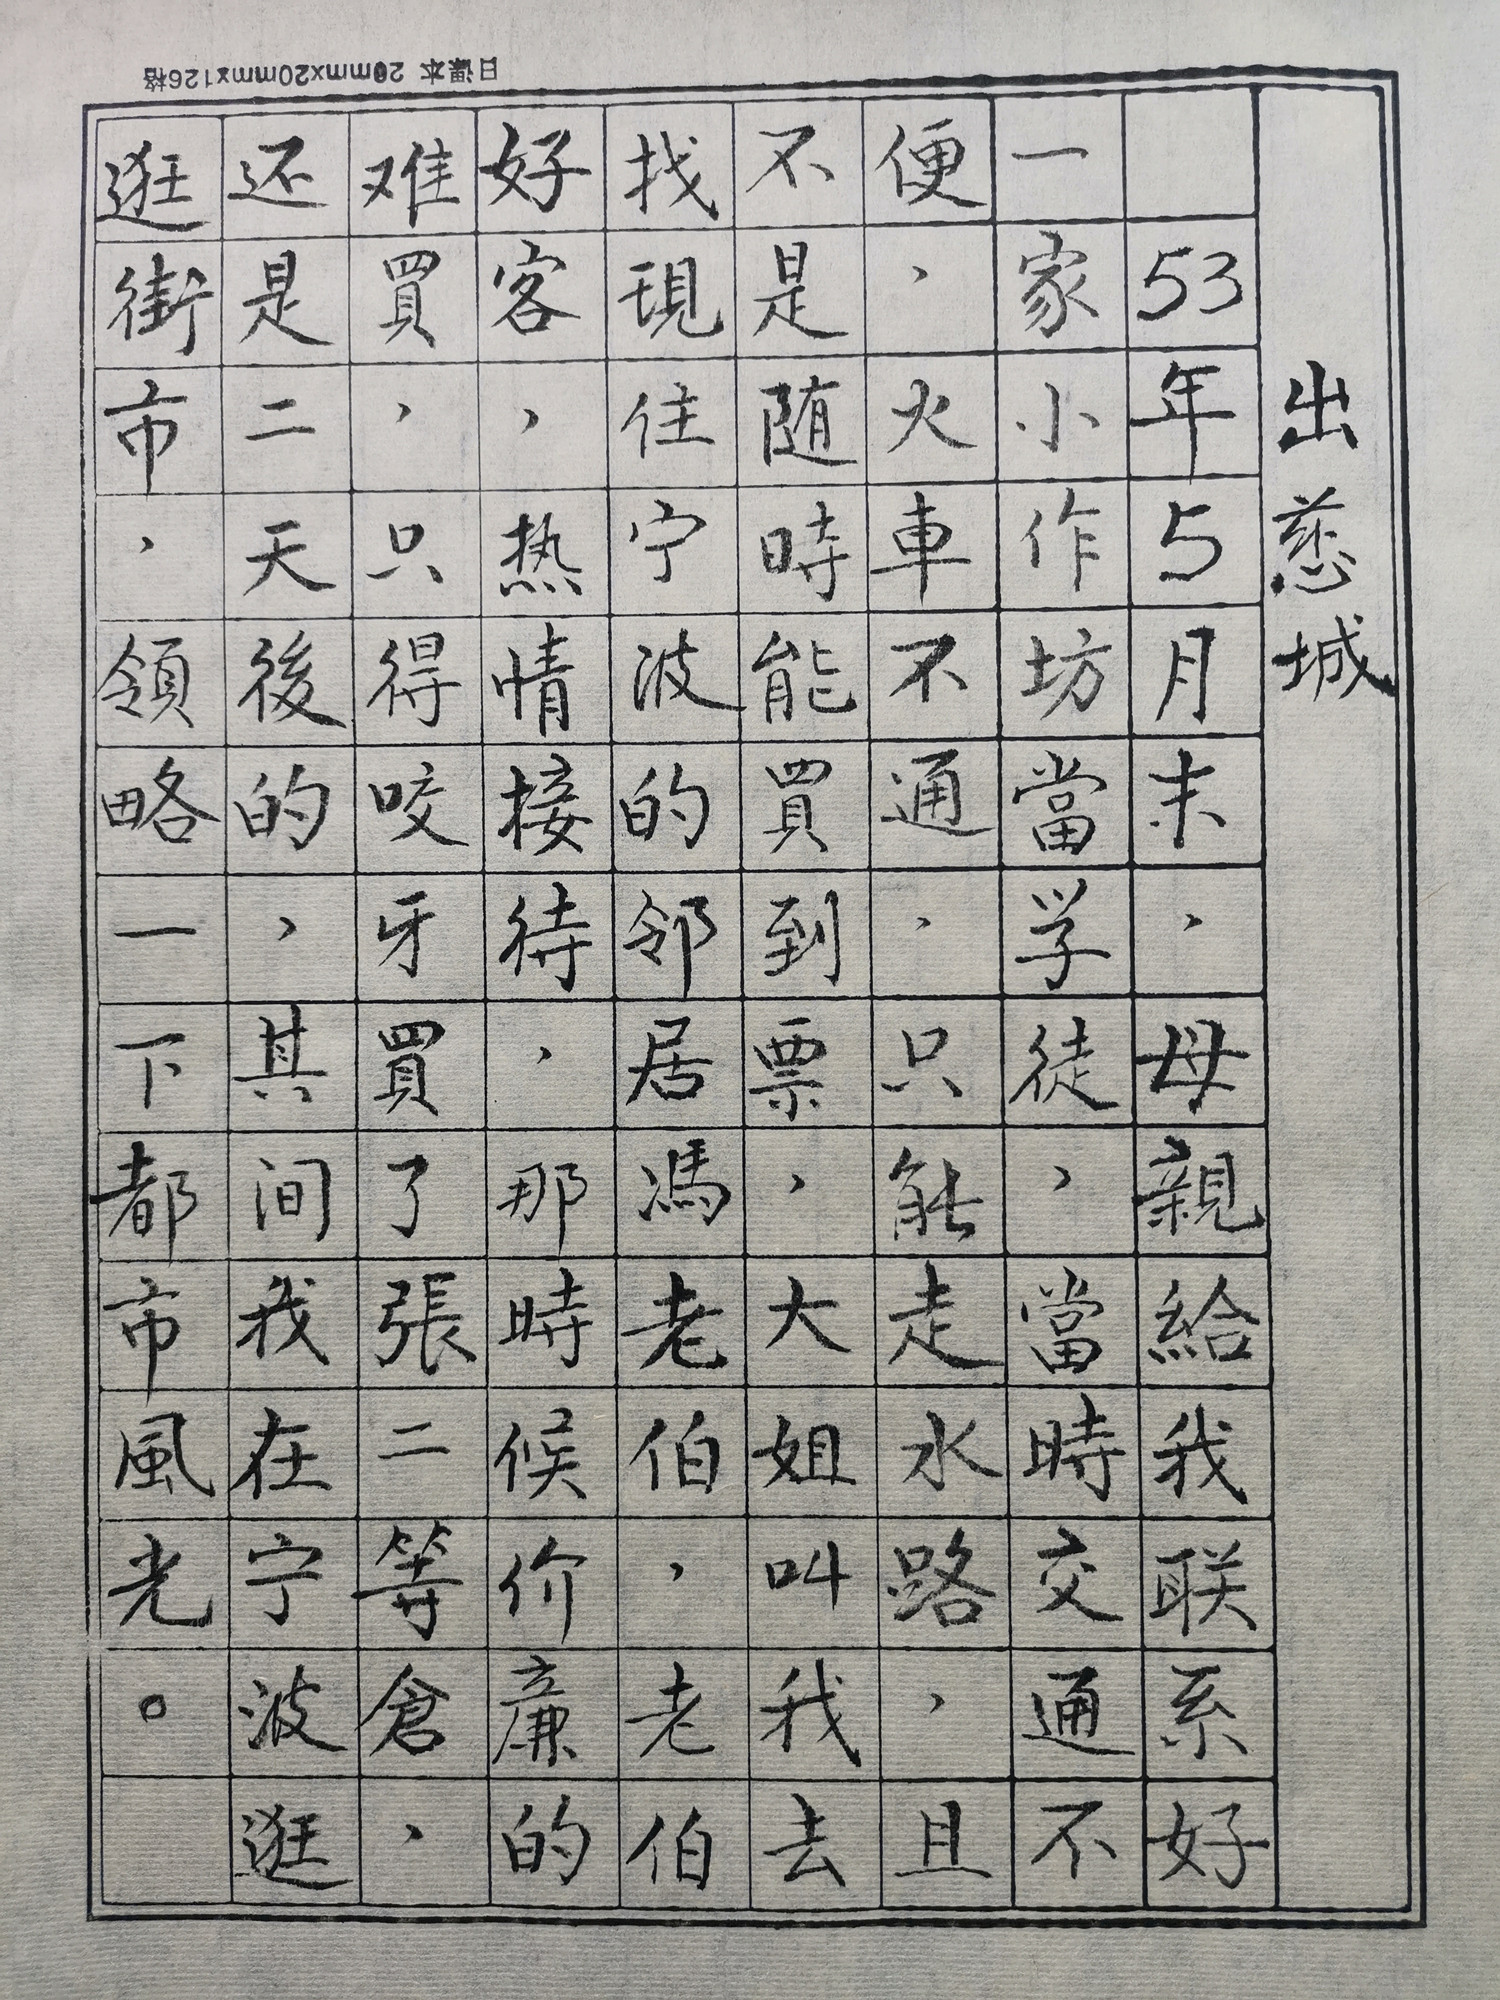 日课本 20mmx20mmx126格
出慈城
53年5月末，母親給我联系好
一家小作坊當学徒，當時交通不
便，火車不通，只能走水路，且
不是随時能買到票，大姐叫我去
找現住宁波的邻居馮老伯，老伯
好客，热情接待，那時候价廉的
难買，只得咬牙買了張二等倉，
还是二天後的，其间我在宁波逛
逛街市，領略一下都市風光。